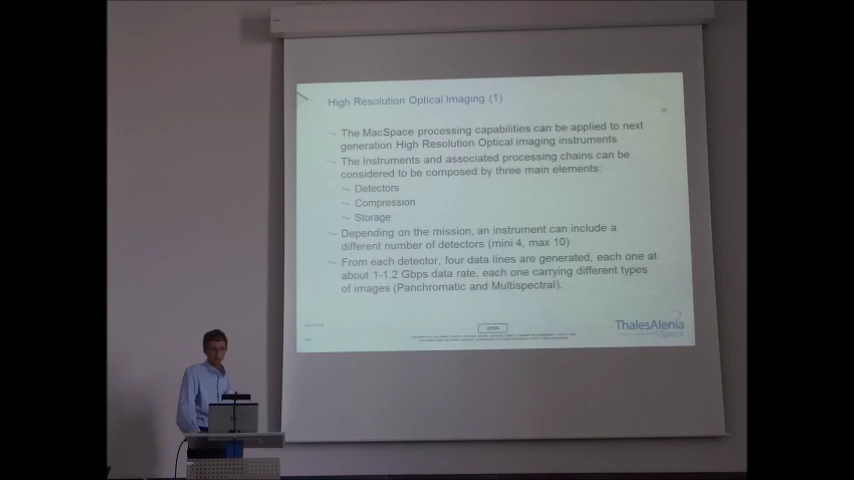 High Resolution Optical Imaging (1)
The MacSpace processing capabilities can be applied to next
generation High Resolution Optical imaging instruments
The Instruments and associated processing chains can be
considered to be composed by three main elements:
Detectors
Compression
Storage
Depending on the mission, an instrument can include a
different number of detectors (mini 4, max 10)
From each detector, four data lines are generated, each one at
about 1-1.2 Gbps data rate, each one carrying different types
of images (Panchromatic and Multispectral).
OPEN
ThalesAlenia
Space